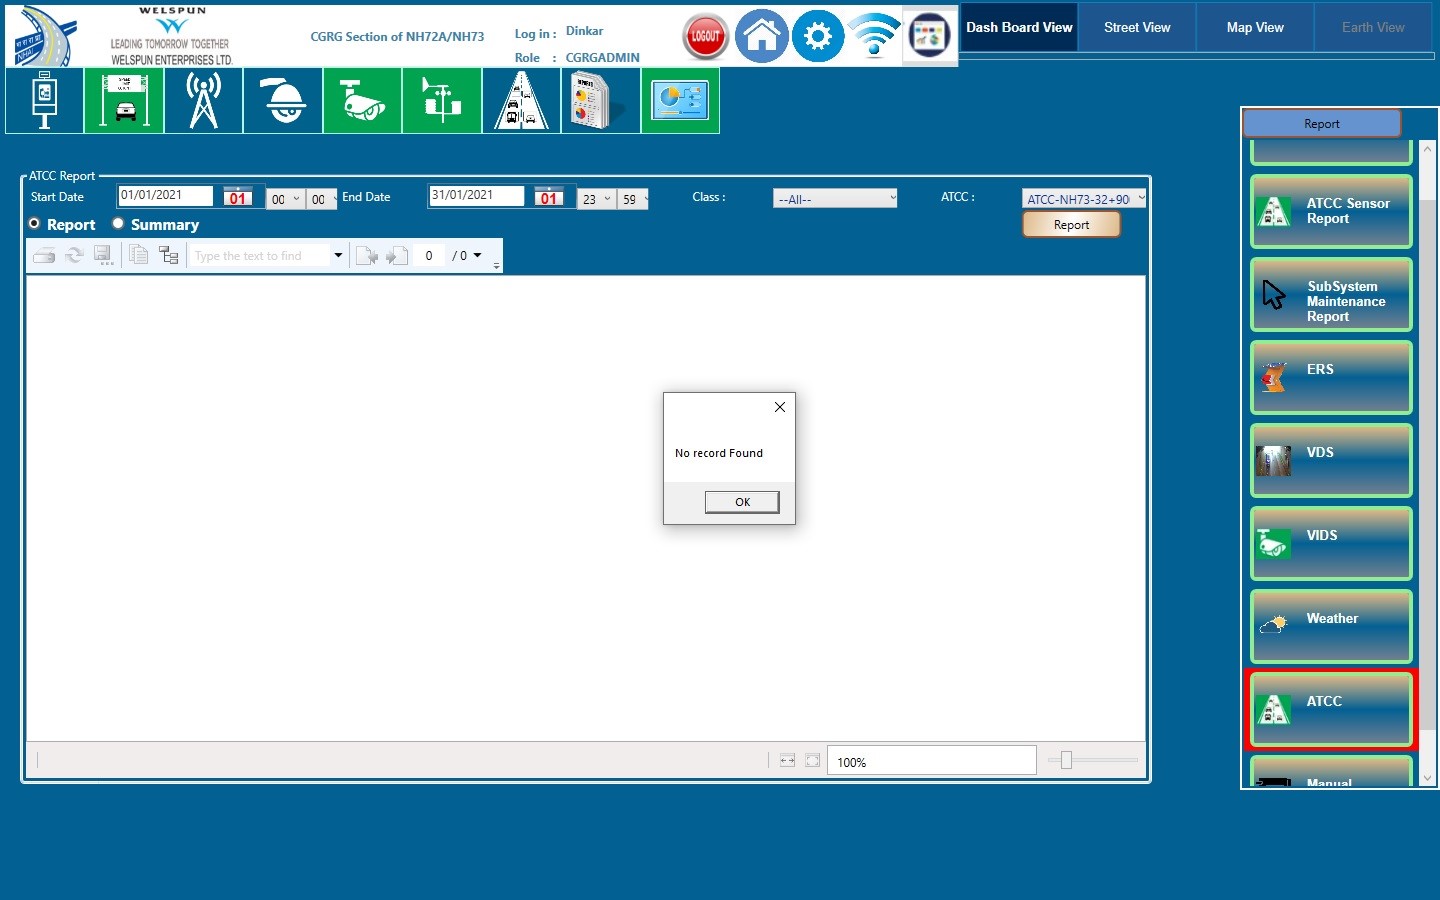 WELSPUN
LEADING TOMORROW TOGETHER
WELSPUN ENTERPRISES LTD.
NHAI
CGRG Section of NH72A/NH73
Log in : Dinkar
Role : CGRGADMIN
LOGOUT
Dash Board View
Street View
Map View
Earth View
ATCC Report
Start Date 01/01/2021 01 00 00 End Date 31/01/2021 01 23 59 Class : --All-- ATCC : ATCC-NH73-32+90
Report Summary
Report
Type the text to find
0 / 0
No record Found
OK
100%
Report
ATCC Sensor
Report
SubSystem
Maintenance
Report
ERS
VDS
VIDS
Weather
ATCC
Manual